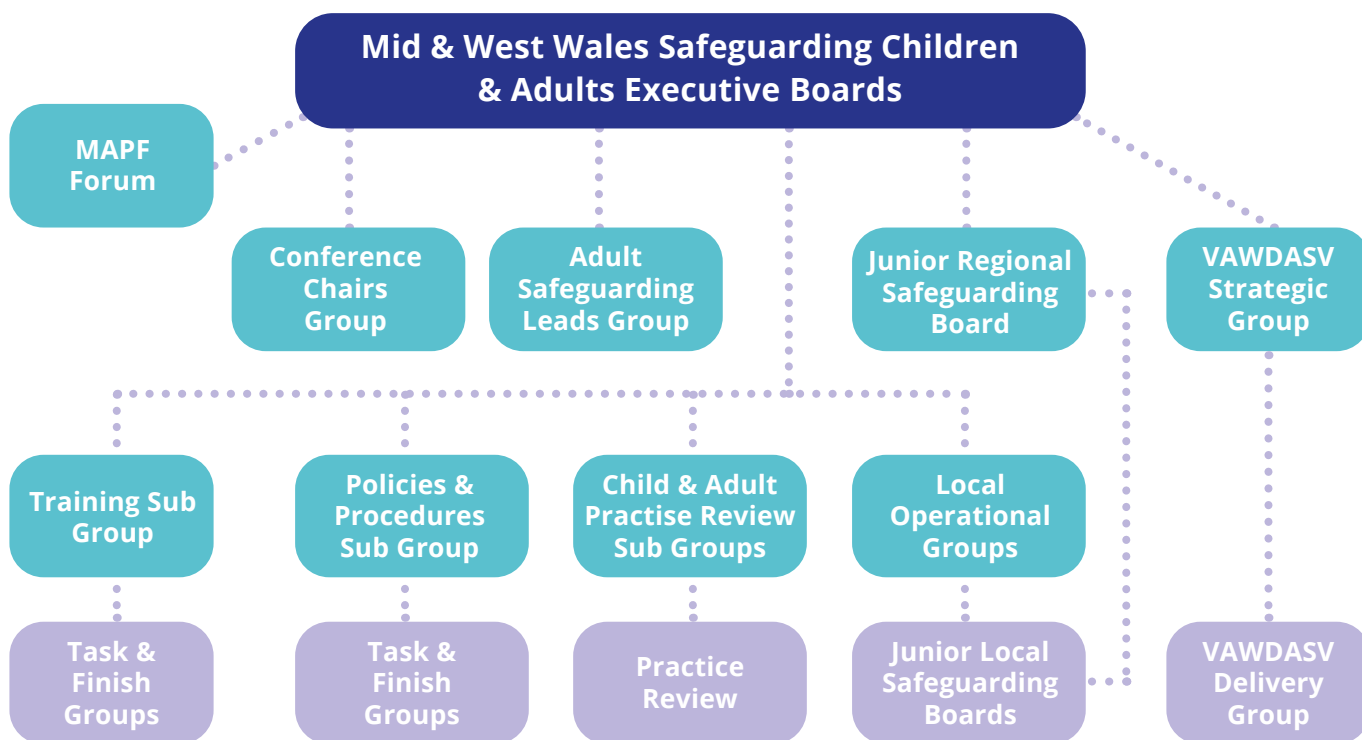 Mid & West Wales Safeguarding Children
& Adults Executive Boards
MAPF
Forum
Conference
Chairs
Group
Adult
Safeguarding
Leads Group
Junior Regional
Safeguarding
Board
VAWDASV
Strategic
Group
Training Sub
Group
Policies &
Procedures
Sub Group
Child & Adult
Practise Review
Sub Groups
Local
Operational
Groups
Task &
Finish
Groups
Task &
Finish
Groups
Practice
Review
Junior Local
Safeguarding
Boards
VAWDASV
Delivery
Group